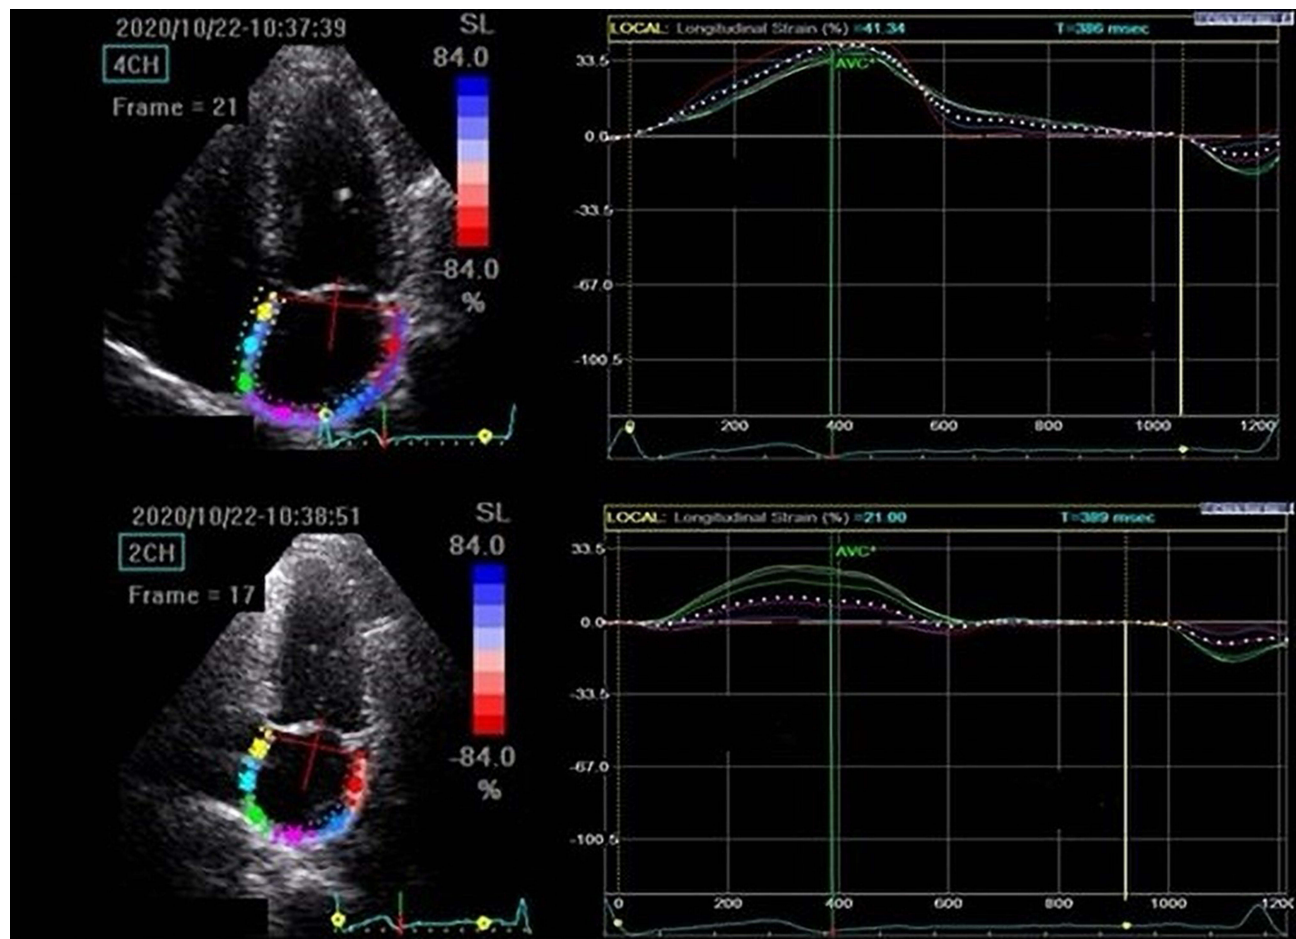 2020/10/22-10:37:39
SL
4CH
84.0
Frame = 21
-84.0
%
LOCAL: Longitudinal Strain (%) =41.34 T=386 msec
33.5
AVC*
0.0
-33.5
-67.0
-100.5
0 200 400 600 800 1000 1200
2020/10/22-10:38:51
SL
2CH
84.0
Frame = 17
-84.0
%
LOCAL: Longitudinal Strain (%) =21.00 T=389 msec
33.5
AVC*
0.0
-33.5
-67.0
-100.5
0 200 400 600 800 1000 1200